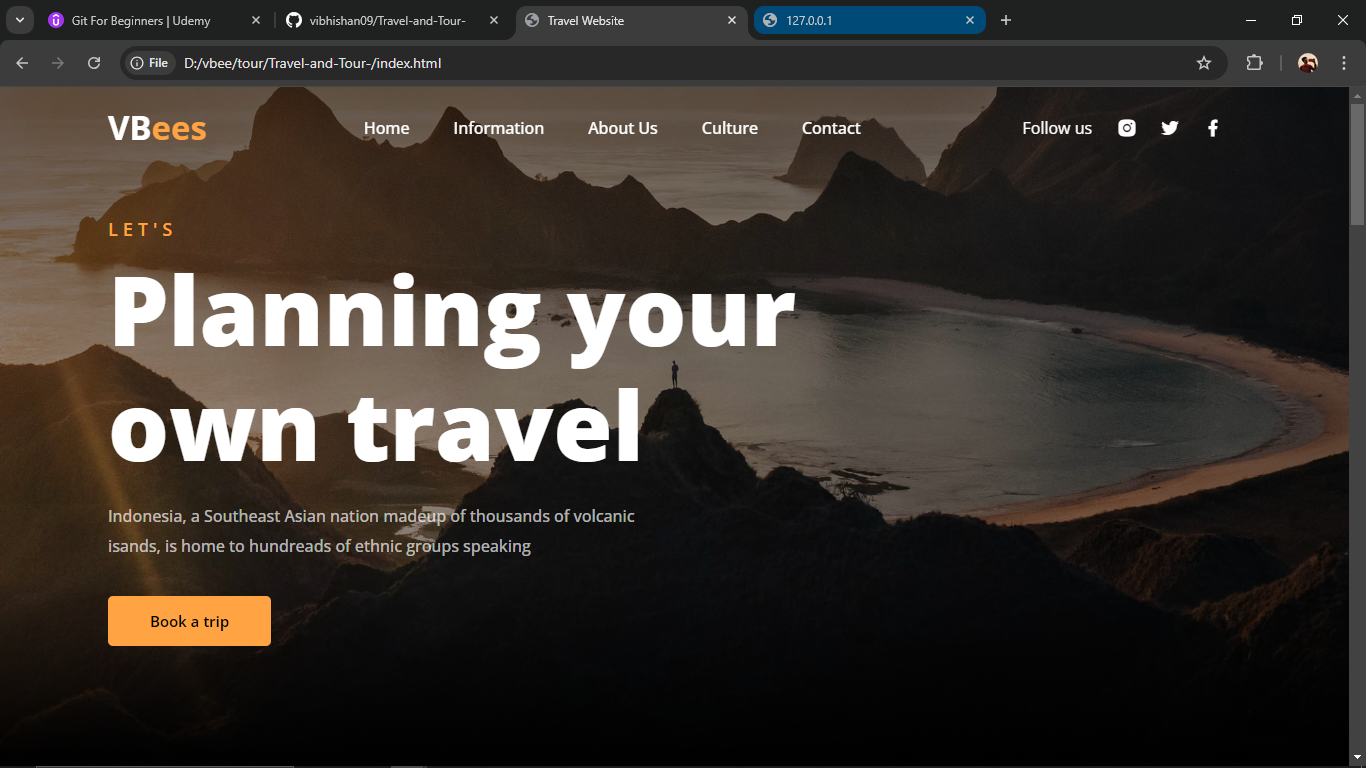 Git For Beginners | Udemy
vibhishan09/Travel-and-Tour-
Travel Website
127.0.0.1
File D:/vbee/tour/Travel-and-Tour-/index.html
VBees
Home Information About Us Culture Contact
Follow us
LET'S
Planning your
own travel
Indonesia, a Southeast Asian nation madeup of thousands of volcanic
isands, is home to hundreads of ethnic groups speaking
Book a trip